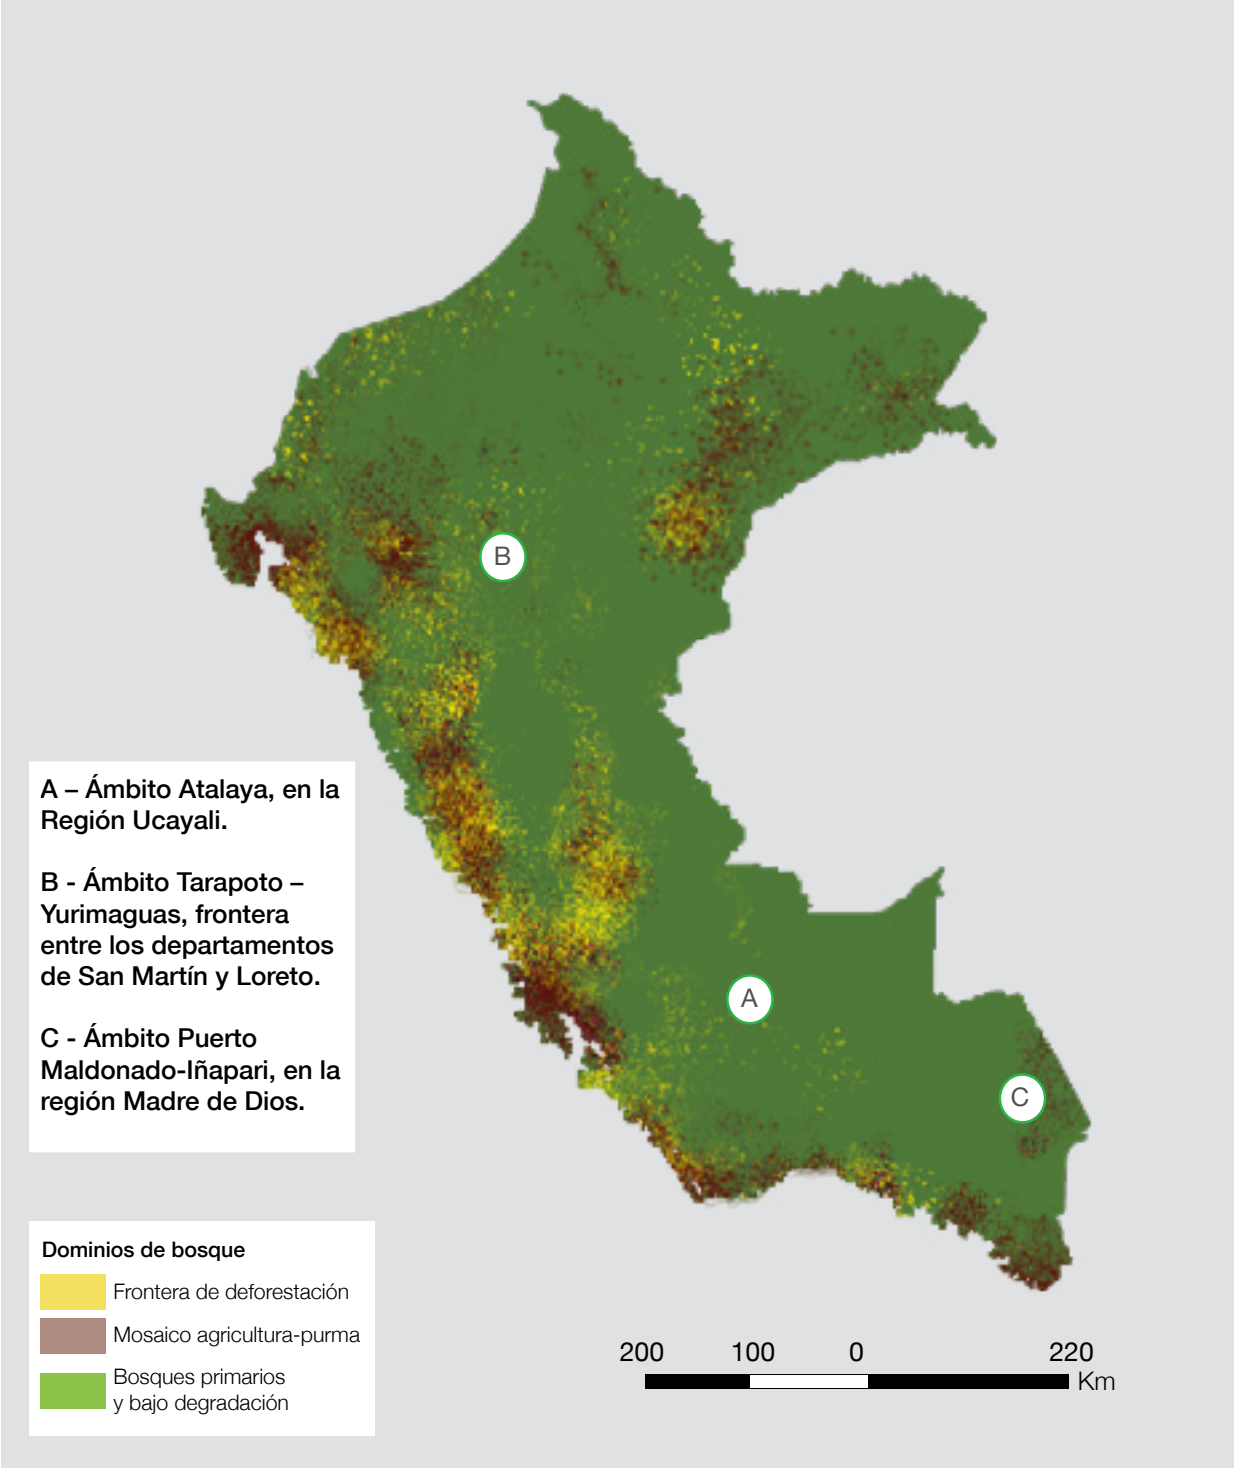 B
A
C
A – Ámbito Atalaya, en la
Región Ucayali.
B - Ámbito Tarapoto –
Yurimaguas, frontera
entre los departamentos
de San Martín y Loreto.
C - Ámbito Puerto
Maldonado-Iñapari, en la
región Madre de Dios.
Dominios de bosque
Frontera de deforestación
Mosaico agricultura-purma
Bosques primarios
y bajo degradación
200 100 0 220
Km